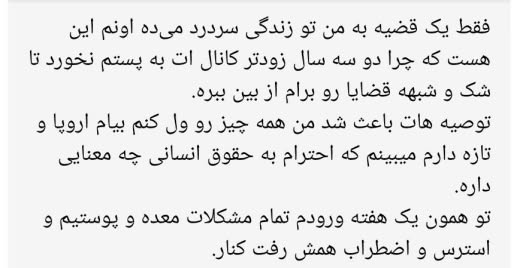 فقط یک قضیه به من تو زندگی سردرد می‌ده اونم این
هست که چرا دو سه سال زودتر کانال ات به پستم نخورد تا
شک و شبهه قضایا رو برام از بین ببره.
توصیه هات باعث شد من همه چیز رو ول کنم بیام اروپا و
تازه دارم میبینم که احترام به حقوق انسانی چه معنایی
داره.
تو همون یک هفته ورودم تمام مشکلات معده و پوستیم و
استرس و اضطراب همش رفت کنار.